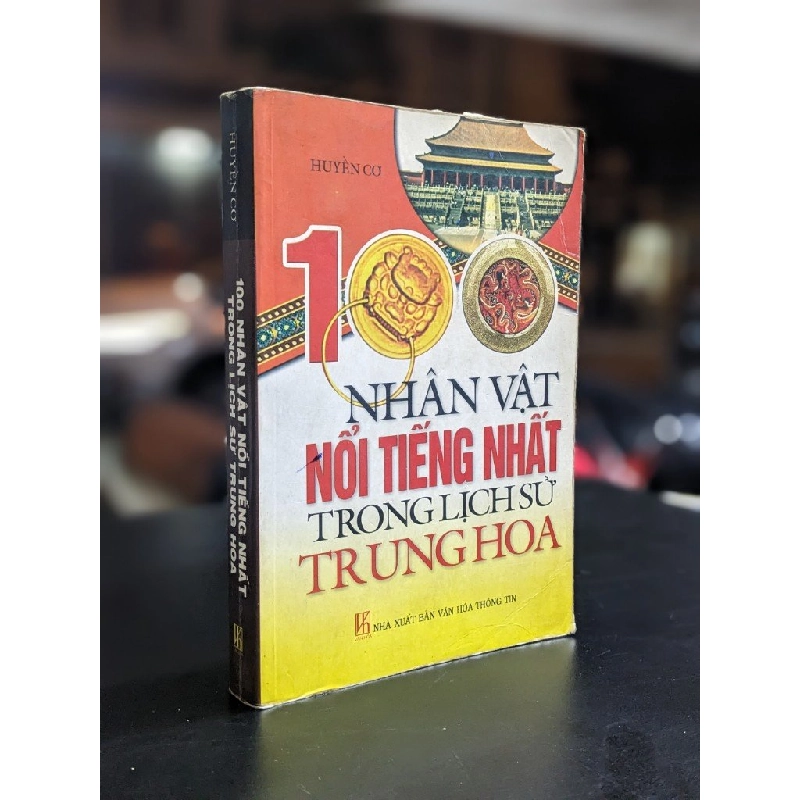 HUYỀN CƠ
100 NHÂN VẬT NỔI TIẾNG NHẤT
TRONG LỊCH SỬ TRUNG HOA
HUYỀN CƠ
100
NHÂN VẬT
NỔI TIẾNG NHẤT
TRONG LỊCH SỬ
TRUNG HOA
NHÀ XUẤT BẢN VĂN HÓA THÔNG TIN